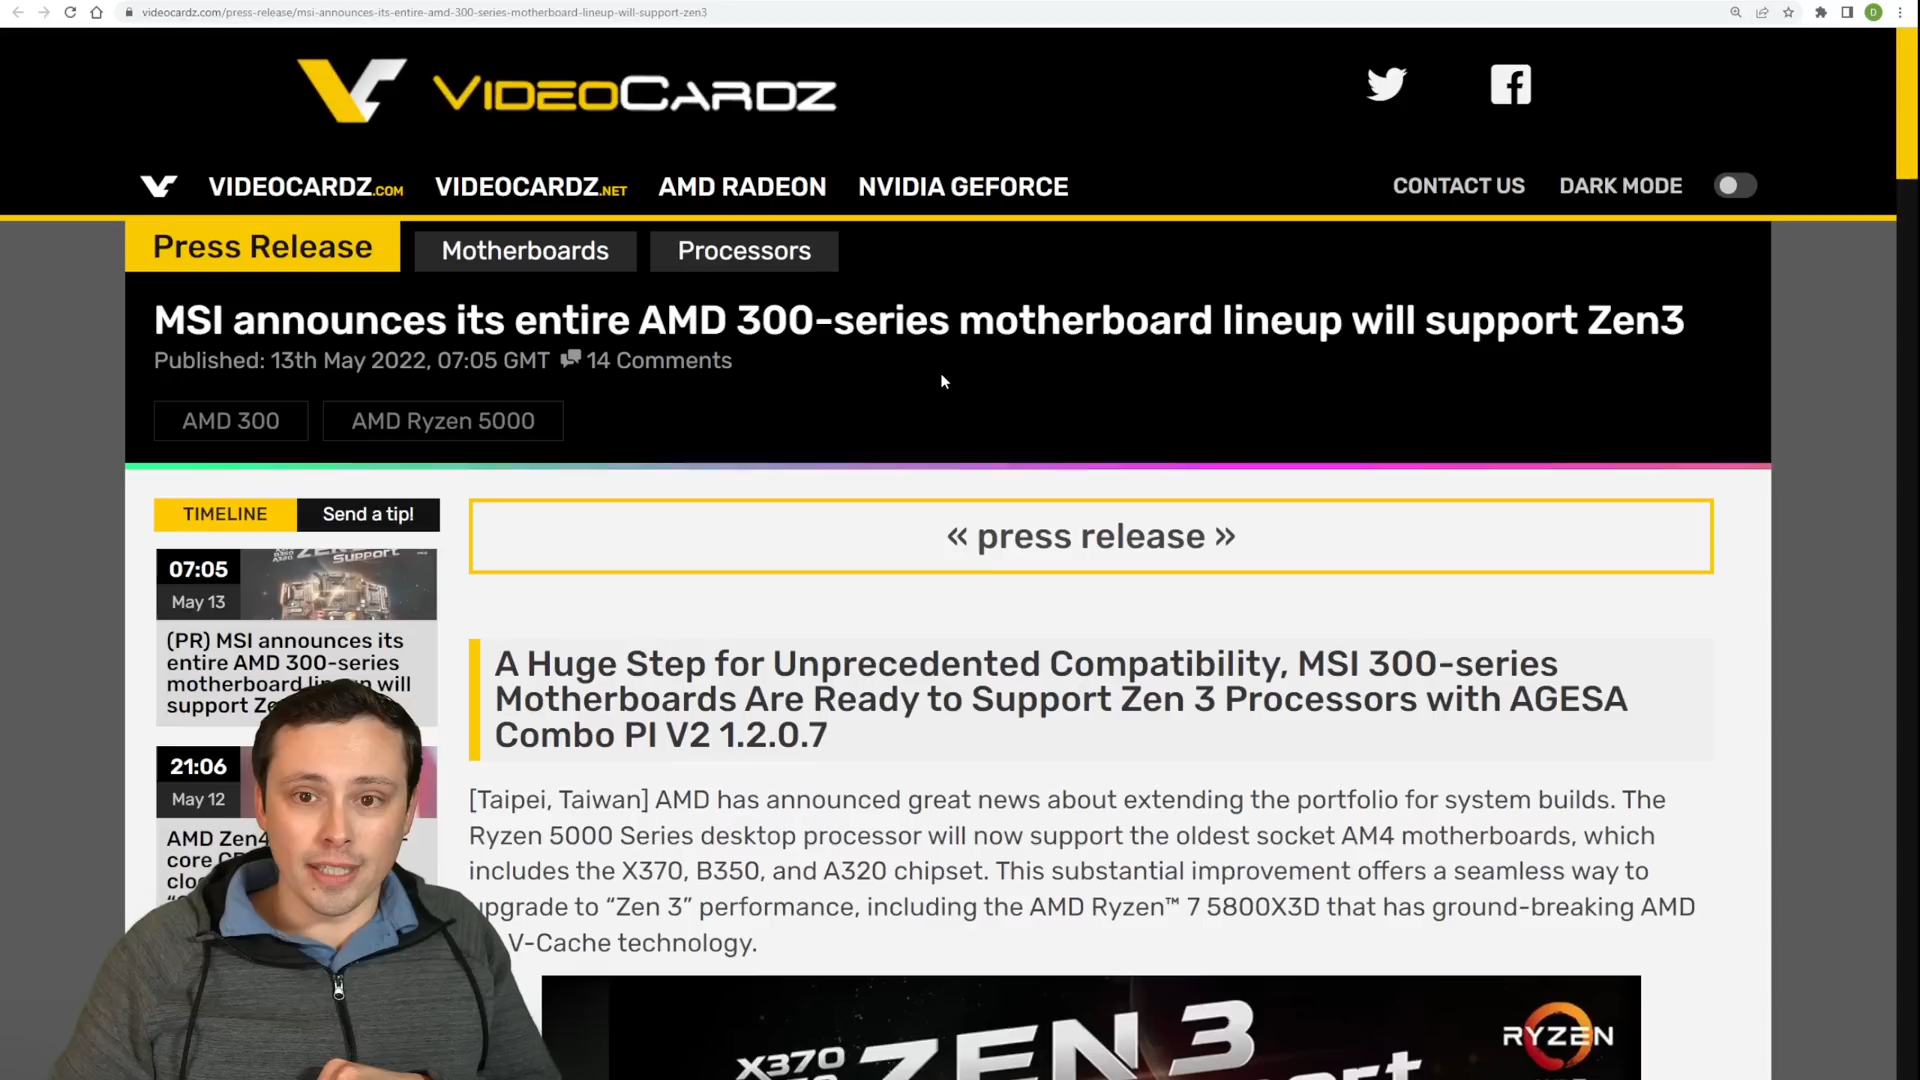 videocardz.com/press-release/msi-announces-its-entire-amd-300-series-motherboard-lineup-will-support-zen3
D
VIDEOCARDZ
VIDEOCARDZ.COM VIDEOCARDZ.NET AMD RADEON NVIDIA GEFORCE CONTACT US DARK MODE
Press Release Motherboards Processors
MSI announces its entire AMD 300-series motherboard lineup will support Zen3
Published: 13th May 2022, 07:05 GMT 14 Comments
AMD 300 AMD Ryzen 5000
TIMELINE Send a tip!
« press release »
07:05
May 13
Support
(PR) MSI announces its
entire AMD 300-series
motherboard will
support
21:06
May 12
AMD Zen4
core
A Huge Step for Unprecedented Compatibility, MSI 300-series
Motherboards Are Ready to Support Zen 3 Processors with AGESA
Combo PI V2 1.2.0.7
[Taipei, Taiwan] AMD has announced great news about extending the portfolio for system builds. The
Ryzen 5000 Series desktop processor will now support the oldest socket AM4 motherboards, which
includes the X370, B350, and A320 chipset. This substantial improvement offers a seamless way to
upgrade to “Zen 3” performance, including the AMD Ryzen™ 7 5800X3D that has ground-breaking AMD
V-Cache technology.
X370 ZEN 3
RYZEN